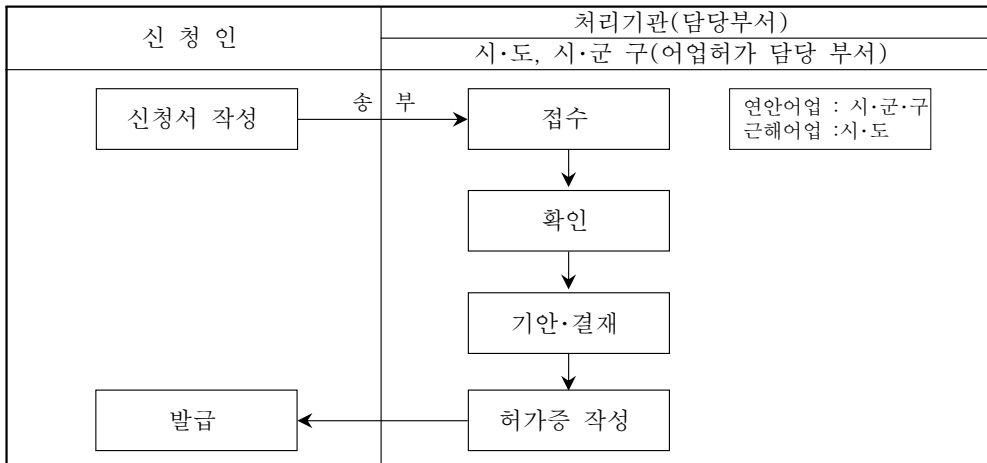 신 청 인
처리기관(담당부서)
시·도, 시·군 구(어업허가 담당 부서)
신청서 작성
송 부
접수
연안어업 : 시·군·구
근해어업 :시·도
확인
기안·결재
발급
허가증 작성